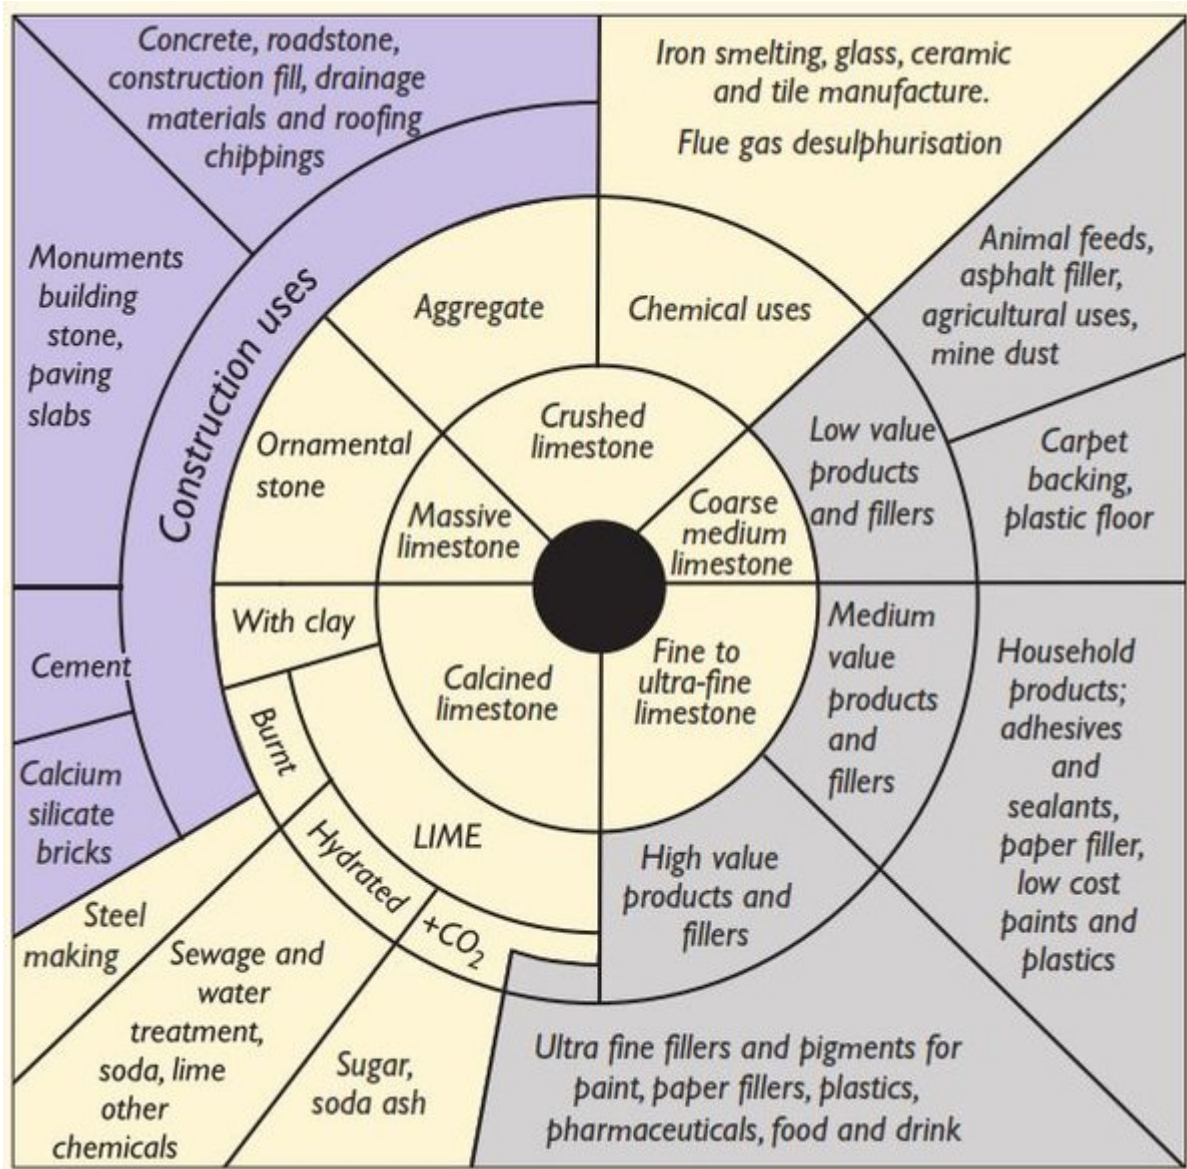 Concrete, roadstone,
construction fill, drainage
materials and roofing
chippings
Iron smelting, glass, ceramic
and tile manufacture.
Flue gas desulphurisation
Monuments
building
stone,
paving
slabs
Construction uses
Aggregate
Chemical uses
Animal feeds,
asphalt filler,
agricultural uses,
mine dust
Ornamental
stone
Crushed
limestone
Low value
products
and fillers
Carpet
backing,
plastic floor
Massive
limestone
Coarse
medium
limestone
Cement
With clay
Calcined
limestone
Fine to
ultra-fine
limestone
Medium
value
products
and
fillers
Household
products;
adhesives
and
sealants,
paper filler,
low cost
paints and
plastics
Calcium
silicate
bricks
Burnt
LIME
Hydrated
+CO₂
High value
products and
fillers
Steel
making
Sewage and
water
treatment,
soda, lime
other
chemicals
Sugar,
soda ash
Ultra fine fillers and pigments for
paint, paper fillers, plastics,
pharmaceuticals, food and drink